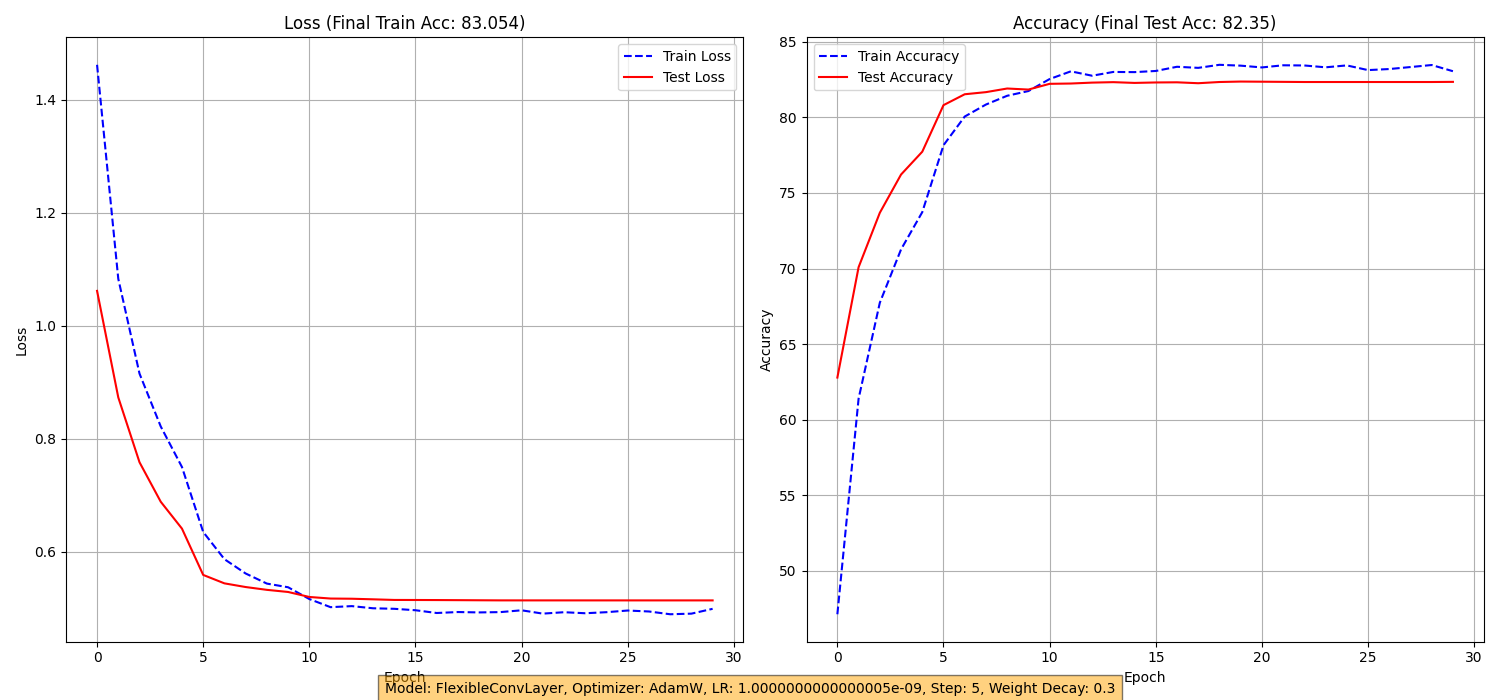 Loss (Final Train Acc: 83.054)
Train Loss
Test Loss
1.4
1.2
1.0
0.8
0.6
Loss
0 5 10 15 20 25 30
Epoch
Accuracy (Final Test Acc: 82.35)
Train Accuracy
Test Accuracy
85
80
75
70
65
60
55
50
Accuracy
0 5 10 15 20 25 30
Epoch
Model: FlexibleConvLayer, Optimizer: AdamW, LR: 1.0000000000000005e-09, Step: 5, Weight Decay: 0.3